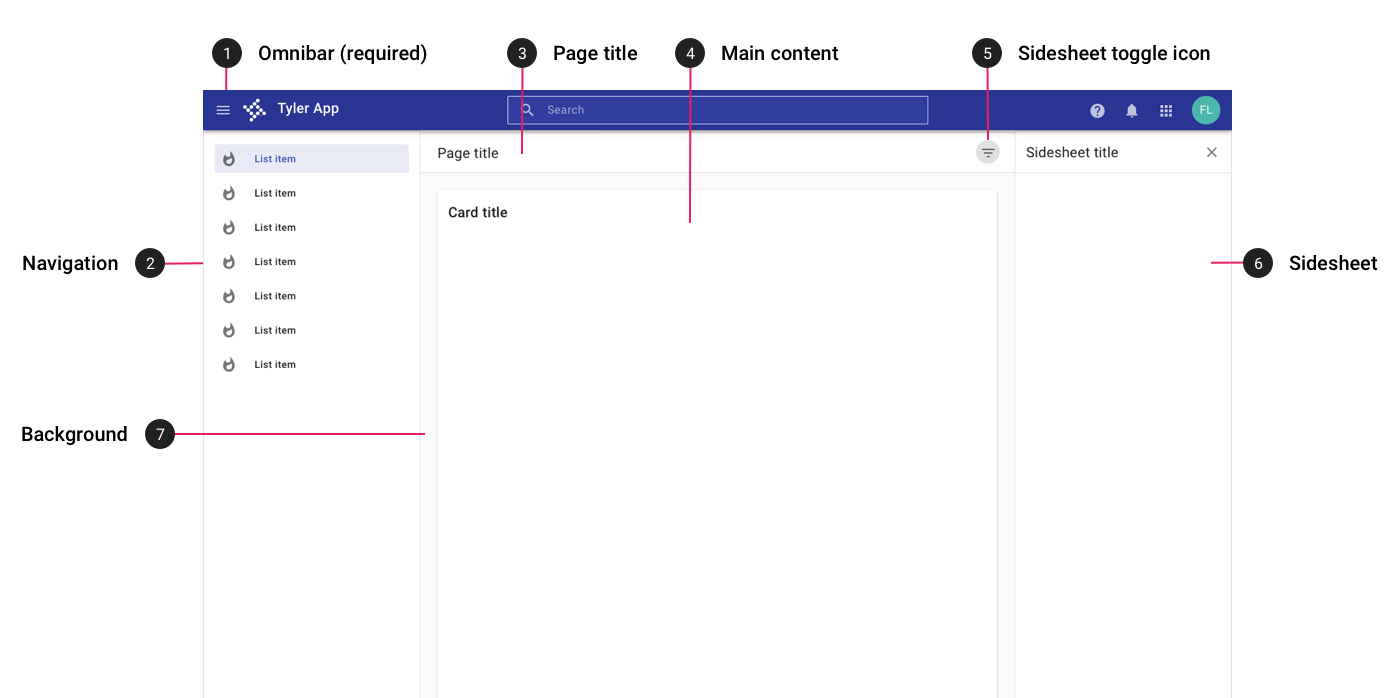 1 Omnibar (required)
3 Page title
4 Main content
5 Sidesheet toggle icon
Tyler App
Search
FL
List item
Page title
Sidesheet title
List item
Card title
List item
Navigation 2
List item
6 Sidesheet
List item
List item
List item
Background 7